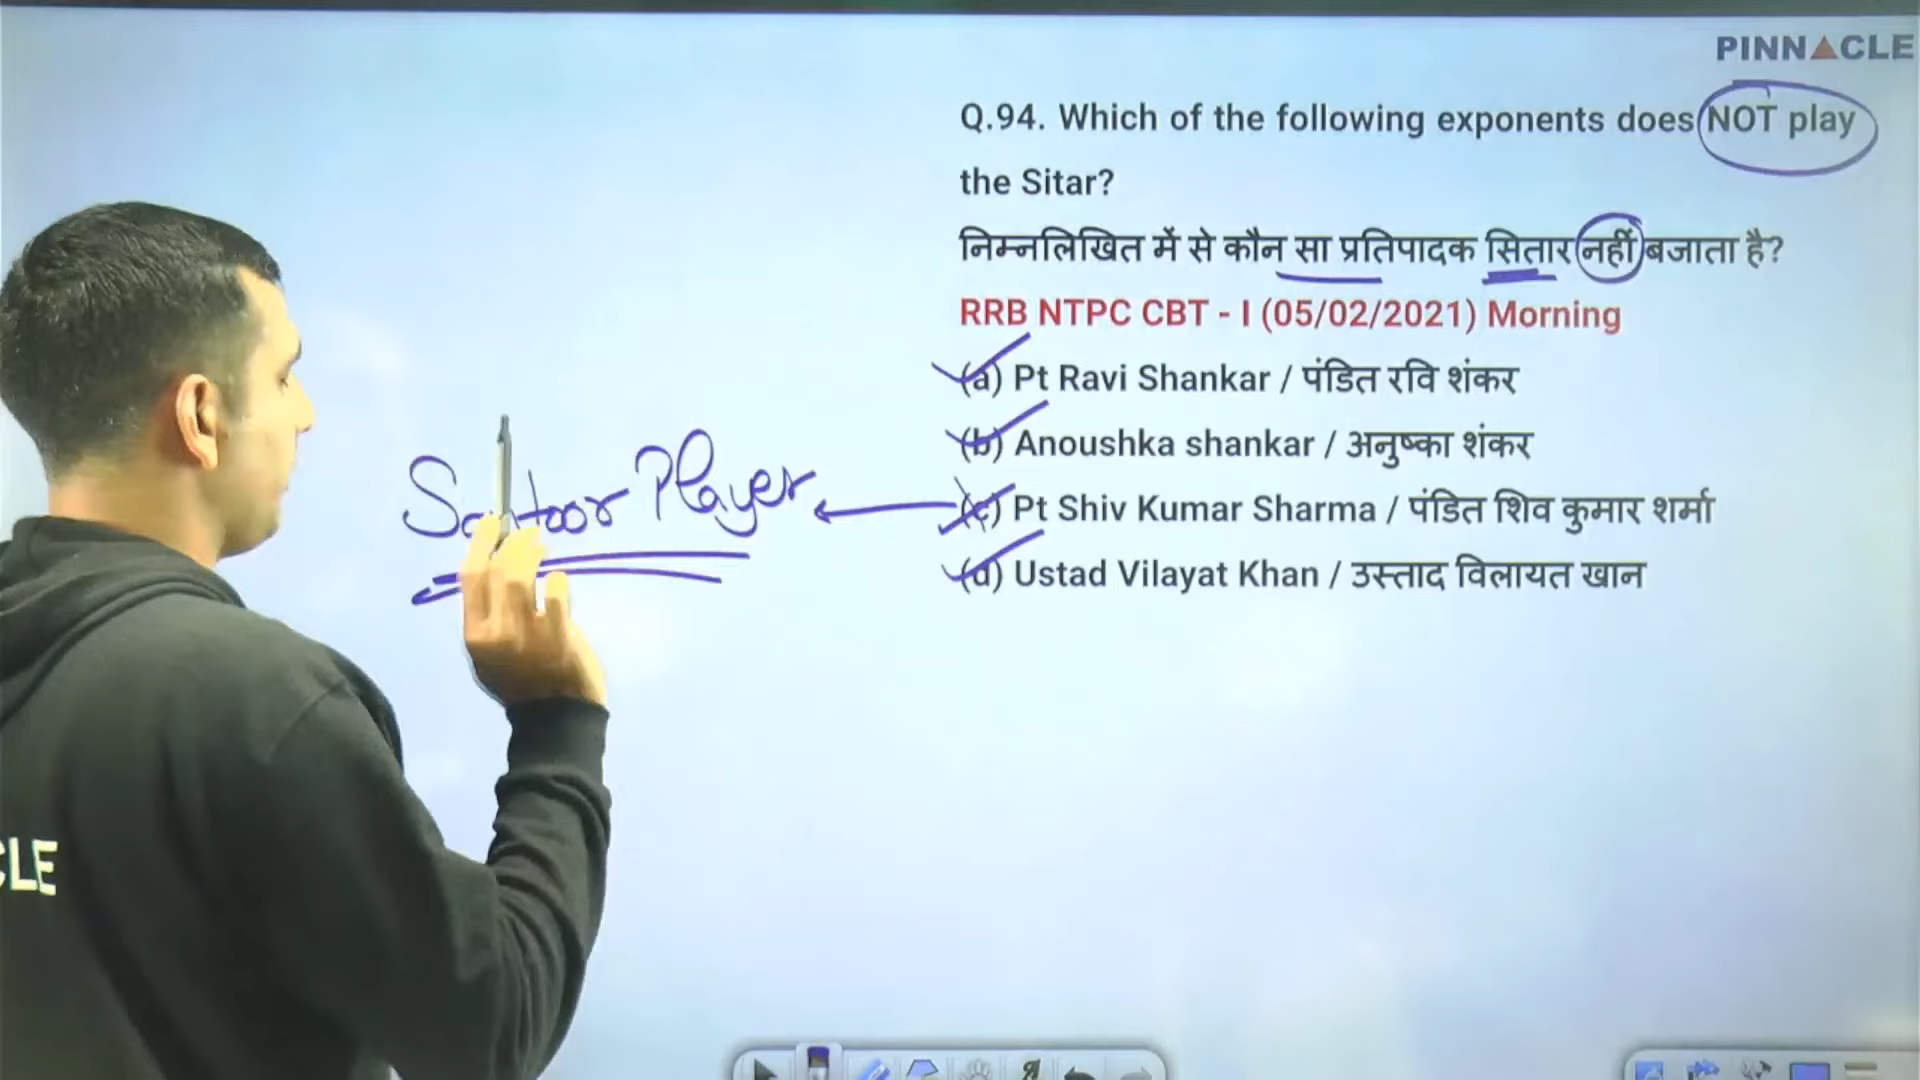 PINNACLE
Q.94. Which of the following exponents does NOT play
the Sitar?
निम्नलिखित में से कौन सा प्रतिपादक सितार नहीं बजाता है?
RRB NTPC CBT - I (05/02/2021) Morning
(a) Pt Ravi Shankar / पंडित रवि शंकर
(b) Anoushka shankar / अनुष्का शंकर
(c) Pt Shiv Kumar Sharma / पंडित शिव कुमार शर्मा
(d) Ustad Vilayat Khan / उस्ताद विलायत खान
Santoor Player
CLE